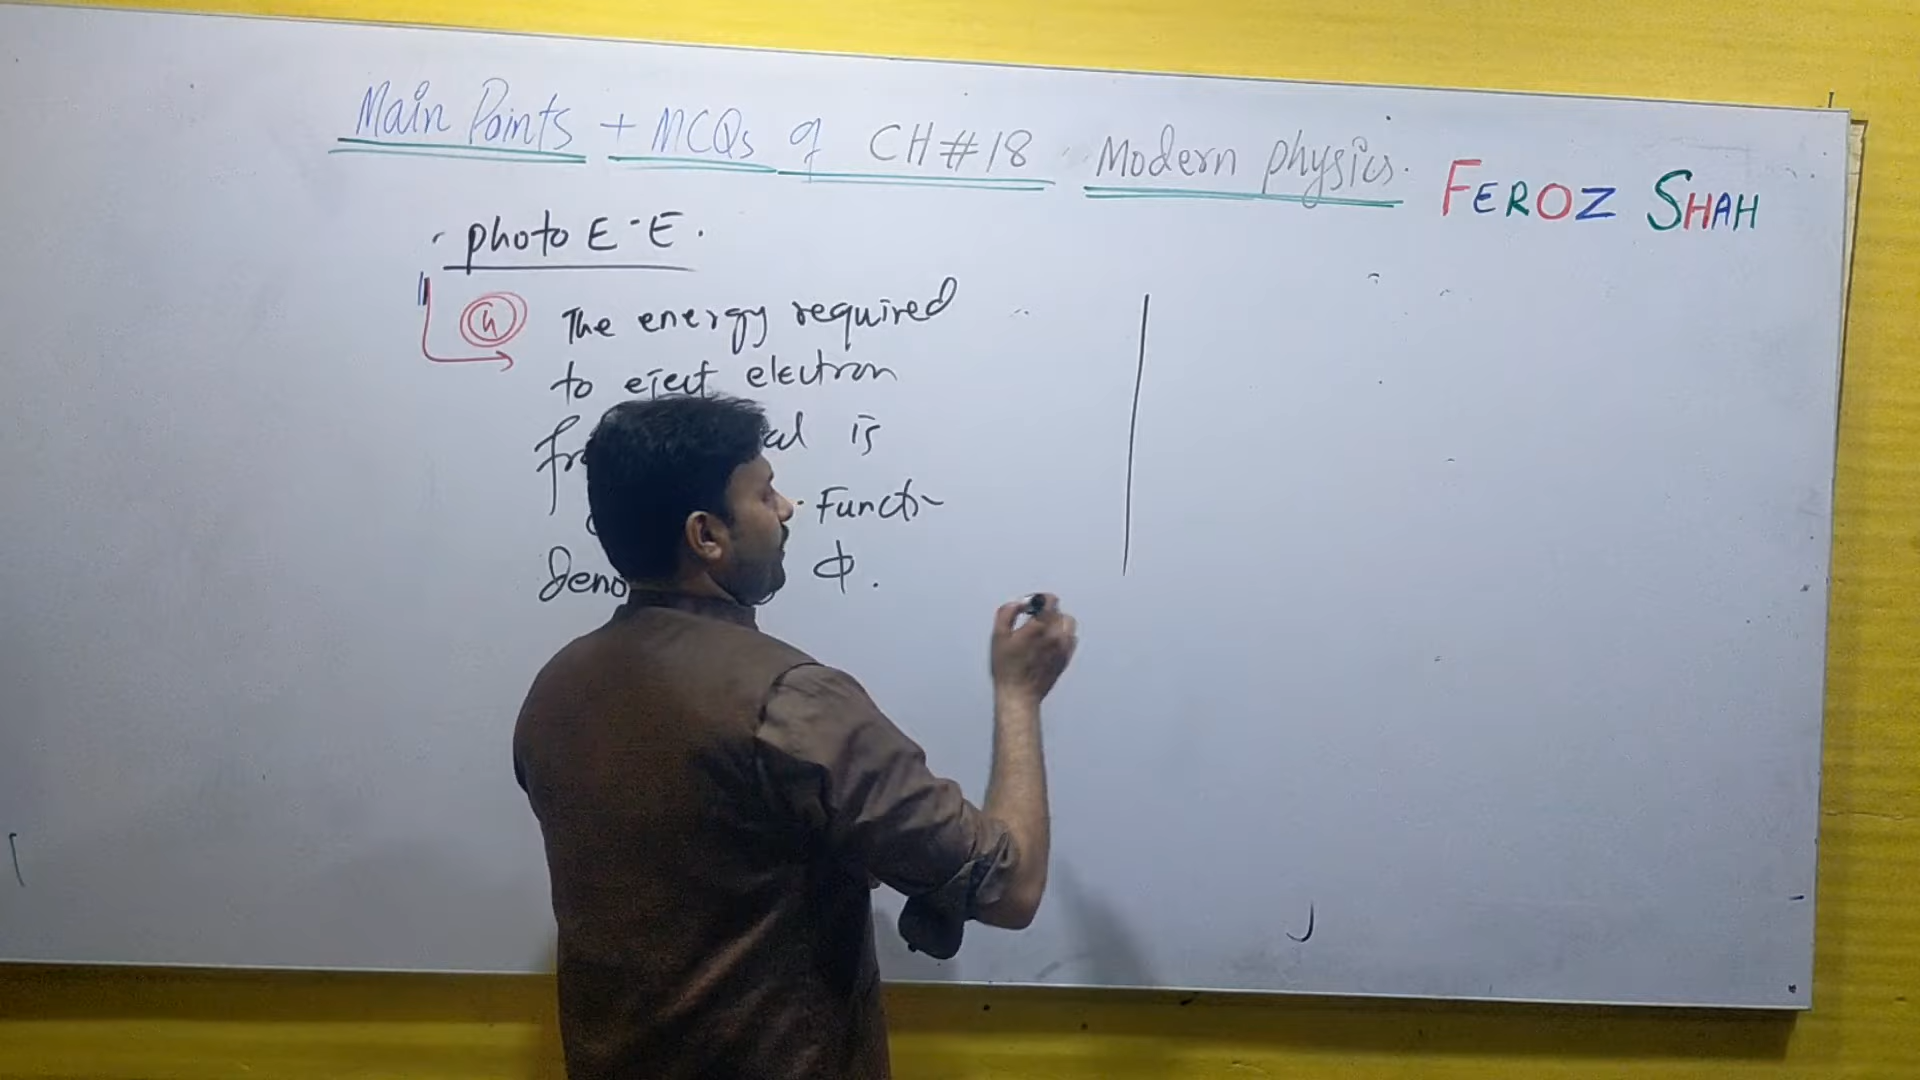 Main Points + MCQs of CH#18 Modern physics.
FEROZ SHAH
photo E-E.
The energy required
to eject electron
is
Functi
ϕ.